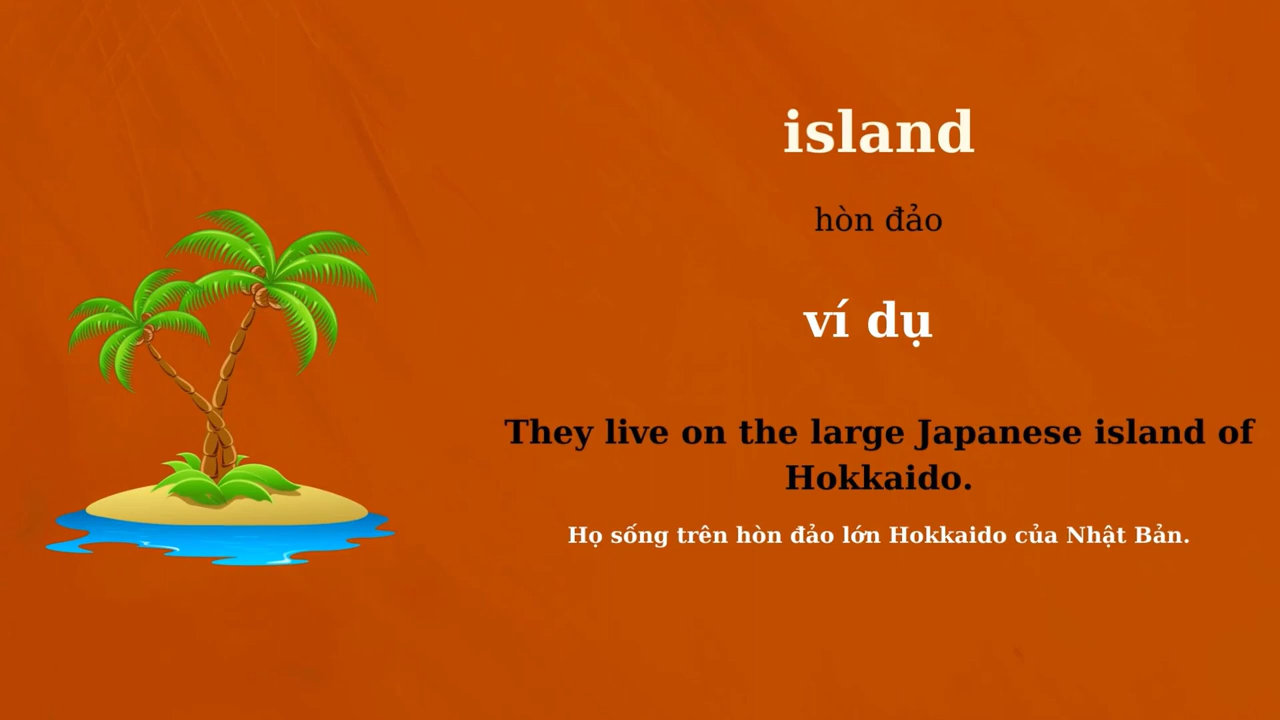 island
hòn đảo
ví dụ
They live on the large Japanese island of
Hokkaido.
Họ sống trên hòn đảo lớn Hokkaido của Nhật Bản.